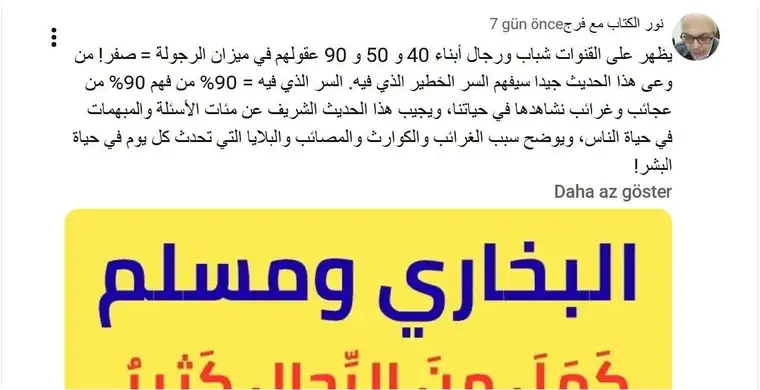 نور الكتاب مع فرج 7 gün önce
يظهر على القنوات شباب ورجال أبناء 40 و 50 و 90 عقولهم في ميزان الرجولة = صفر! من
وعى هذا الحديث جيدا سيفهم السر الخطير الذي فيه. السر الذي فيه = 90% من فهم 90% من
عجائب وغرائب نشاهدها في حياتنا، ويجيب هذا الحديث الشريف عن مئات الأسئلة والمبهمات
في حياة الناس، ويوضح سبب الغرائب والكوارث والمصائب والبلايا التي تحدث كل يوم في حياة
البشر!
Daha az göster
البخاري ومسلم
كَمَلَ مِنَ الرِّجالِ كَثيرٌ